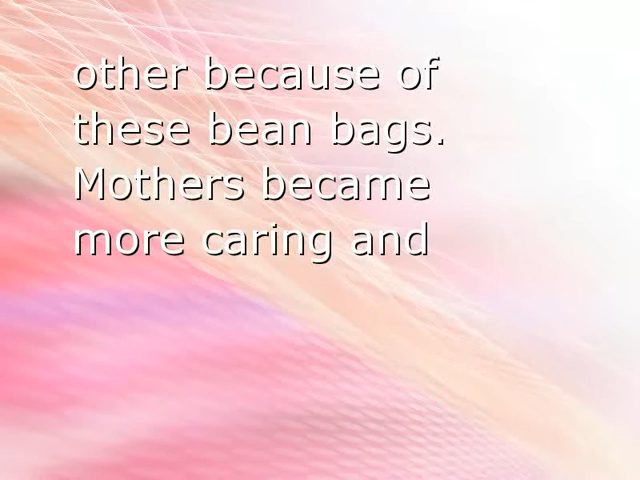 other because of
these bean bags.
Mothers became
more caring and